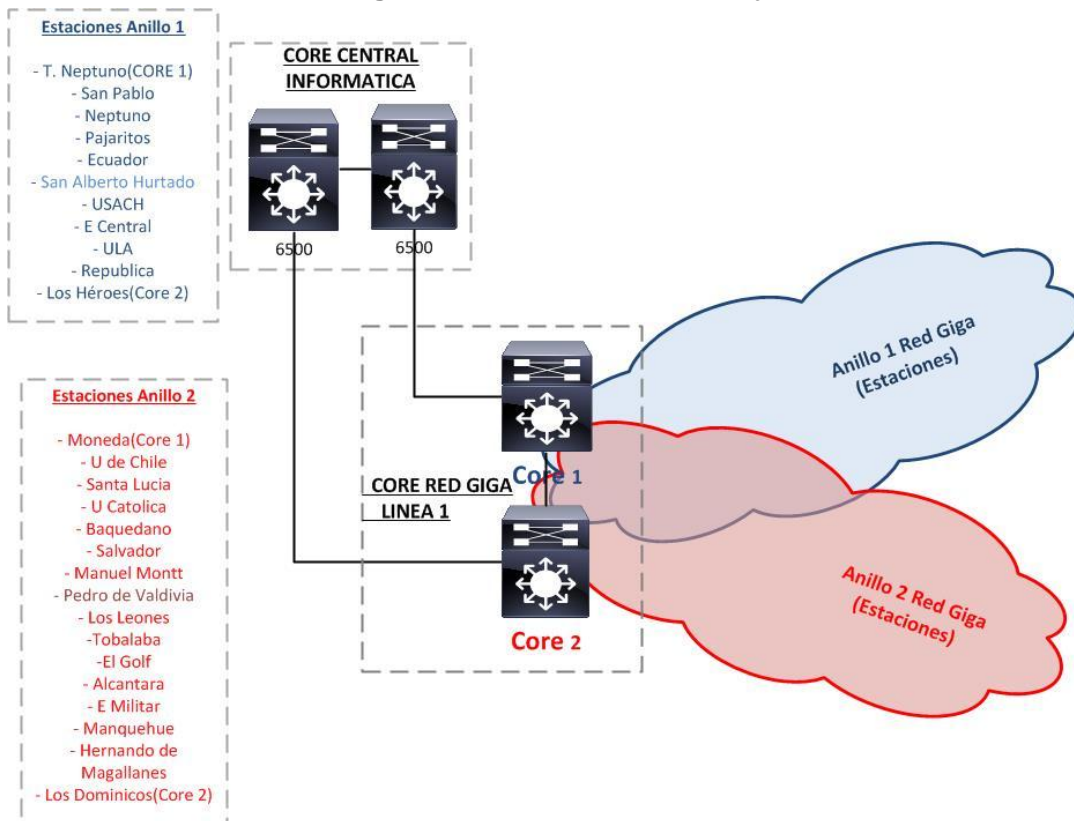 Estaciones Anillo 1
- T. Neptuno(CORE 1)
- San Pablo
- Neptuno
- Pajaritos
- Ecuador
- San Alberto Hurtado
- USACH
- E Central
- ULA
- Republica
- Los Héroes(Core 2)
CORE CENTRAL
INFORMATICA
6500
6500
Anillo 1 Red Giga
(Estaciones)
Core 1
CORE RED GIGA
LINEA 1
Core 2
Anillo 2 Red Giga
(Estaciones)
Estaciones Anillo 2
- Moneda(Core 1)
- U de Chile
- Santa Lucia
- U Catolica
- Baquedano
- Salvador
- Manuel Montt
- Pedro de Valdivia
- Los Leones
-Tobalaba
-El Golf
- Alcantara
- E Militar
- Manquehue
- Hernando de
Magallanes
- Los Dominicos(Core 2)